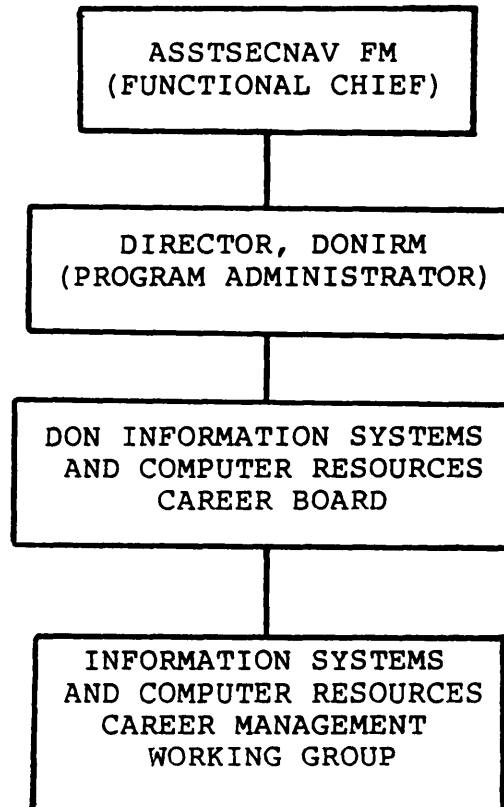 ASSTSECNAV FM
(FUNCTIONAL CHIEF)
DIRECTOR, DONIRM
(PROGRAM ADMINISTRATOR)
DON INFORMATION SYSTEMS
AND COMPUTER RESOURCES
CAREER BOARD
INFORMATION SYSTEMS
AND COMPUTER RESOURCES
CAREER MANAGEMENT
WORKING GROUP